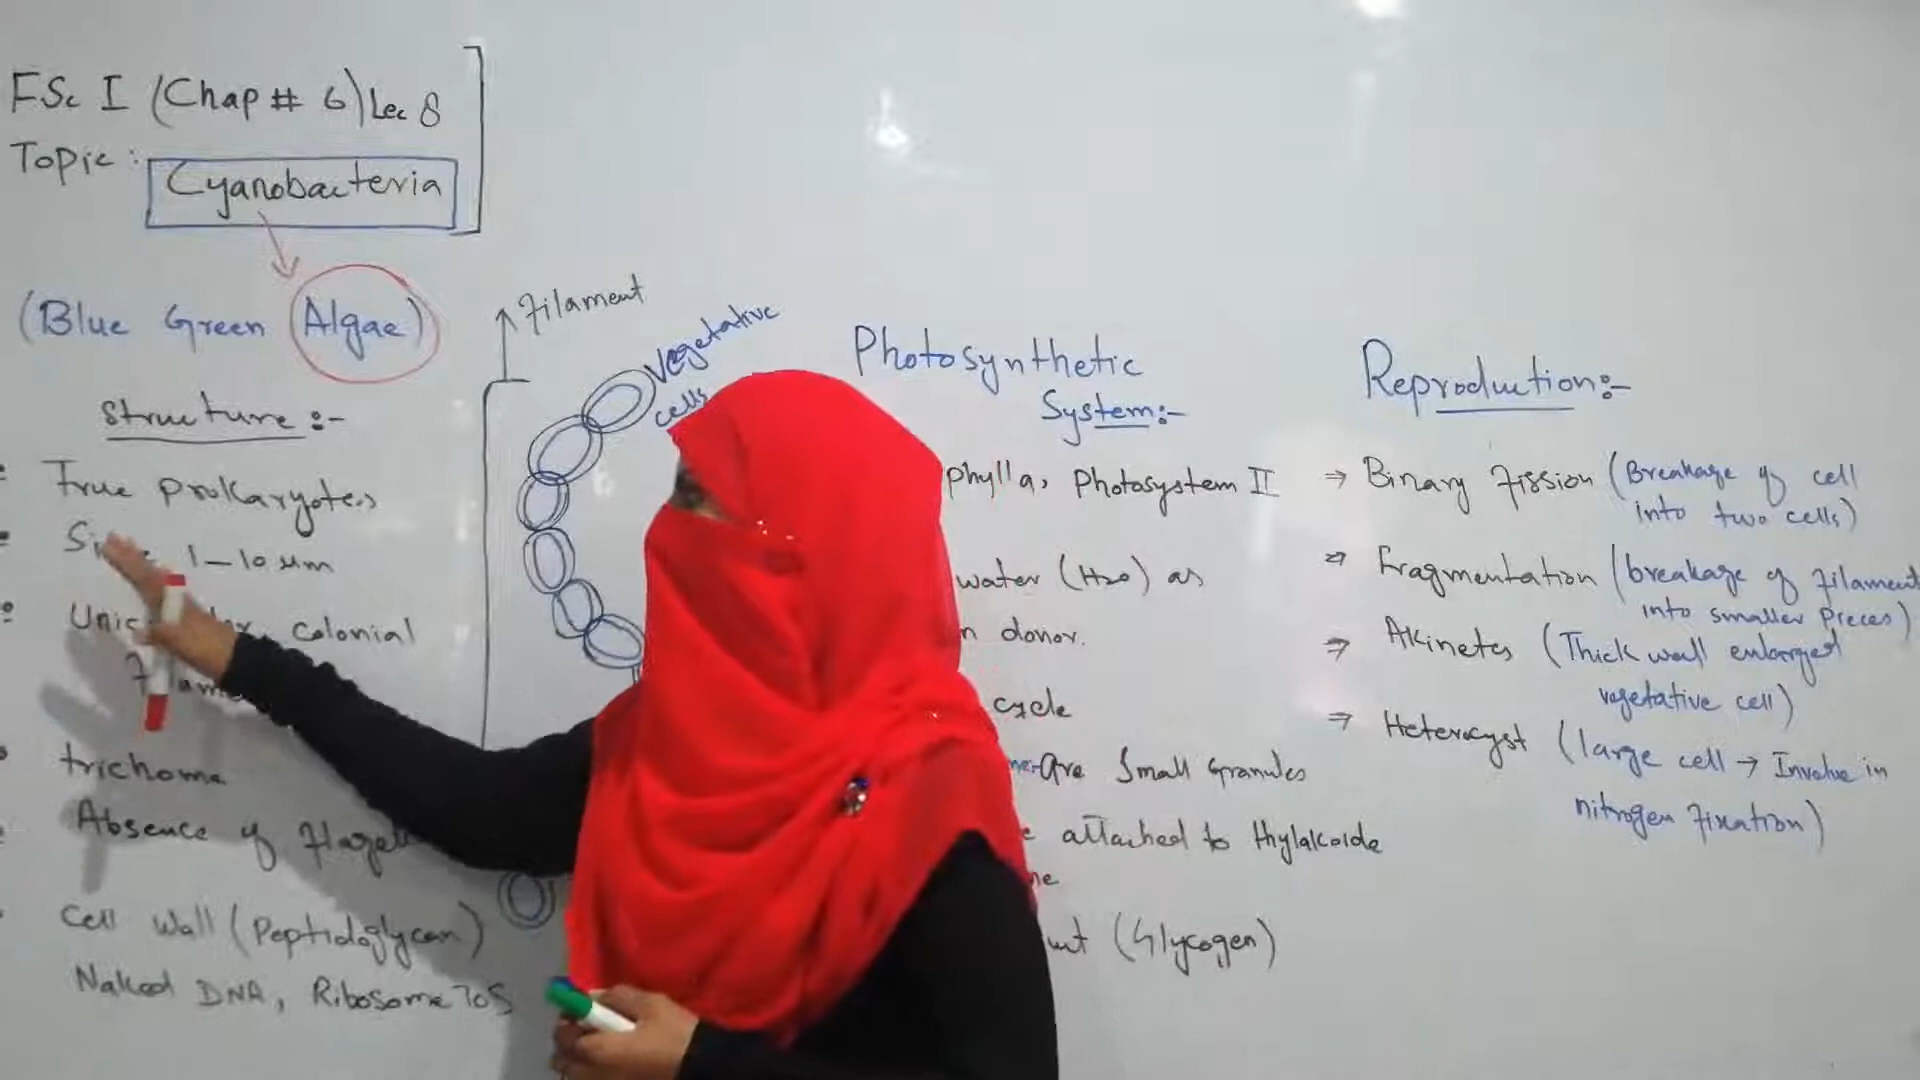 FSc I (Chap # 6) Lec 8
Topic:
Cyanobacteria
(Blue Green Algae)
Structure:-
True prokaryotes
1-10 μm
colonial
trichome
Absence of
Cell wall (Peptidoglycan)
Naked DNA, Ribosome 70S
Filament
Vegetative
cells
Photosynthetic
System:-
phyll a, Photosystem II
water (H2O) as
n donor.
cycle
are Small Granules
attached to thylakoide
(Glycogen)
Reproduction:-
⇒ Binary fission (Breakage of cell
into two cells)
⇒ Fragmentation (breakage of filament
into smaller pieces)
⇒ Akinetes (Thick wall enlarged
vegetative cell)
⇒ Heterocyst (large cell → Involve in
nitrogen fixation)